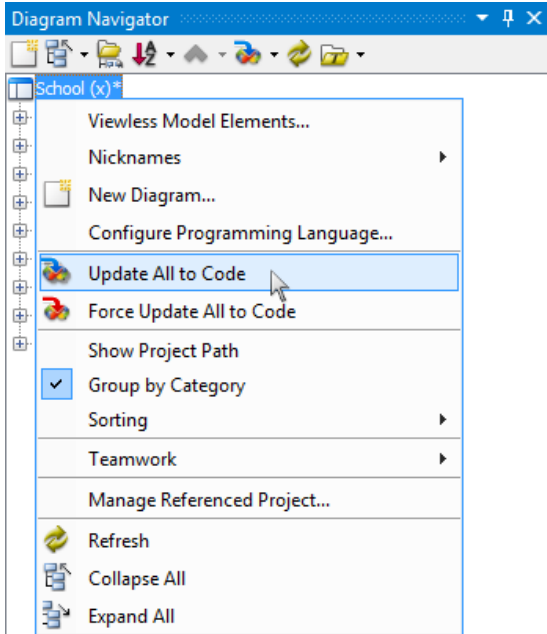 Diagram Navigator
School (x)*
Viewless Model Elements...
Nicknames
New Diagram...
Configure Programming Language...
Update All to Code
Force Update All to Code
Show Project Path
Group by Category
Sorting
Teamwork
Manage Referenced Project...
Refresh
Collapse All
Expand All